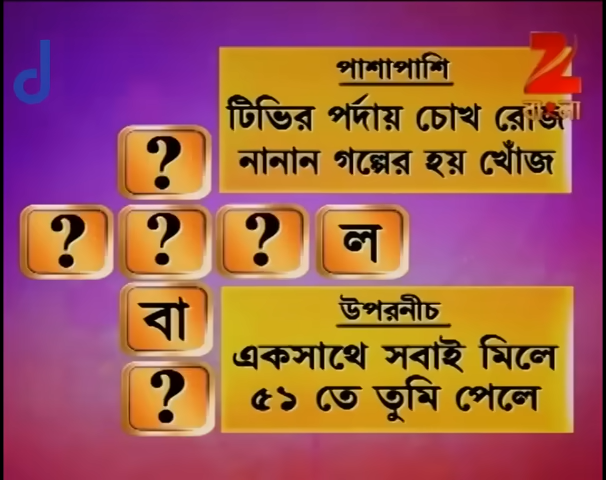 d
পাশাপাশি
টিভির পর্দায় চোখ রোজ
নানান গল্পের হয় খোঁজ
Z
বাংলা
?
? ? ? ল
বা
?
উপরনীচ
একসাথে সবাই মিলে
৫১ তে তুমি পেলে